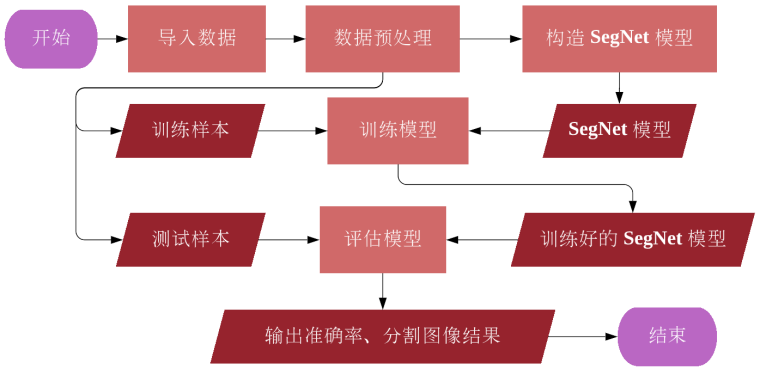 开始
导入数据
数据预处理
构造 SegNet 模型
训练样本
训练模型
SegNet 模型
测试样本
评估模型
训练好的 SegNet 模型
输出准确率、分割图像结果
结束